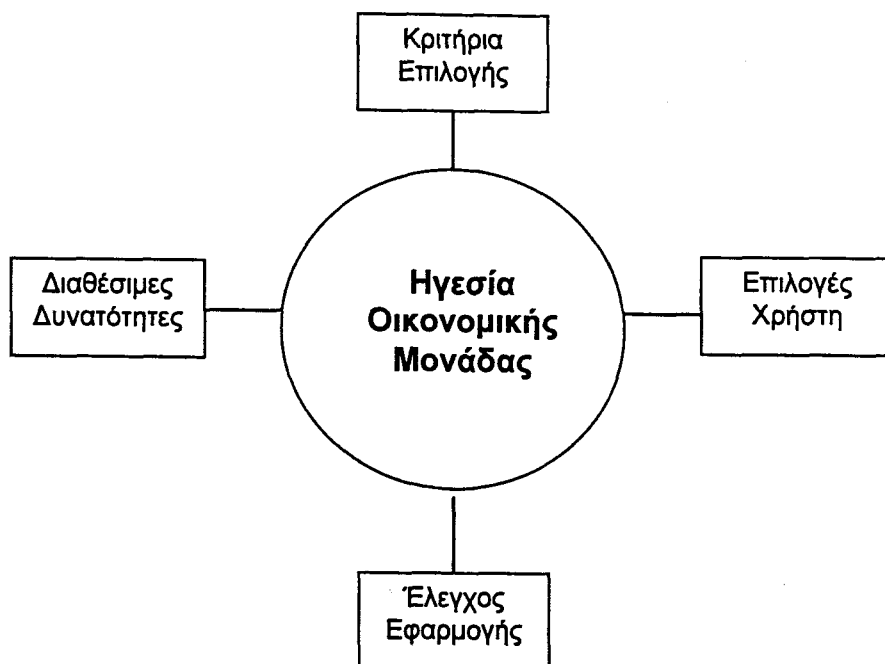 Κριτήρια
Επιλογής
Διαθέσιμες
Δυνατότητες
Ηγεσία
Οικονομικής
Μονάδας
Επιλογές
Χρήστη
Έλεγχος
Εφαρμογής